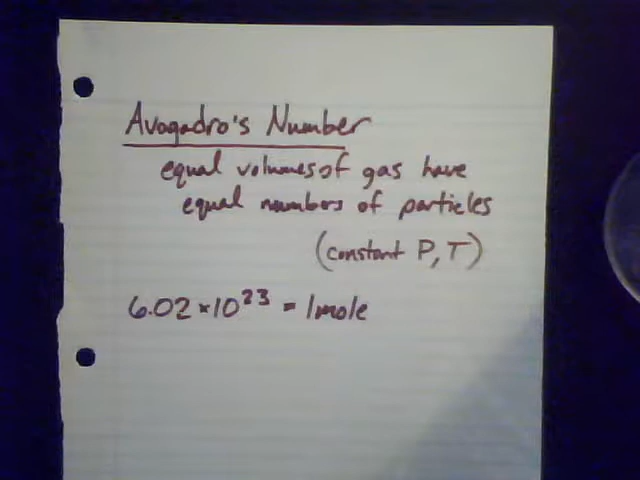 Avogadro's Number
equal volumes of gas have
equal numbers of particles
(constant P, T)
6.02 × 10²³ = 1mole